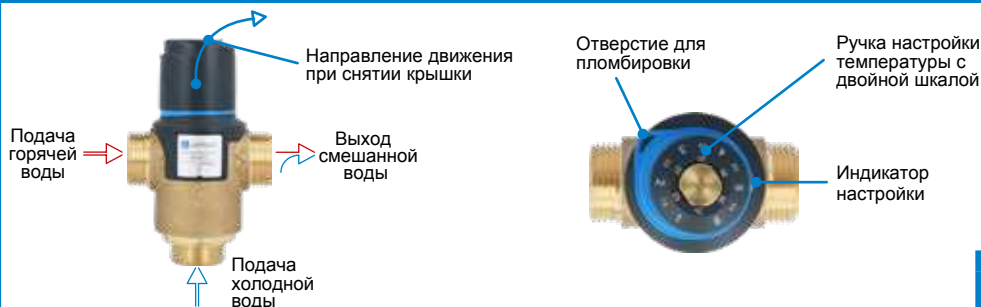 Направление движения
при снятии крышки
Подача
горячей
воды
Выход
смешанной
воды
Подача
холодной
воды
Отверстие для
пломбировки
Ручка настройки
температуры с
двойной шкалой
Индикатор
настройки